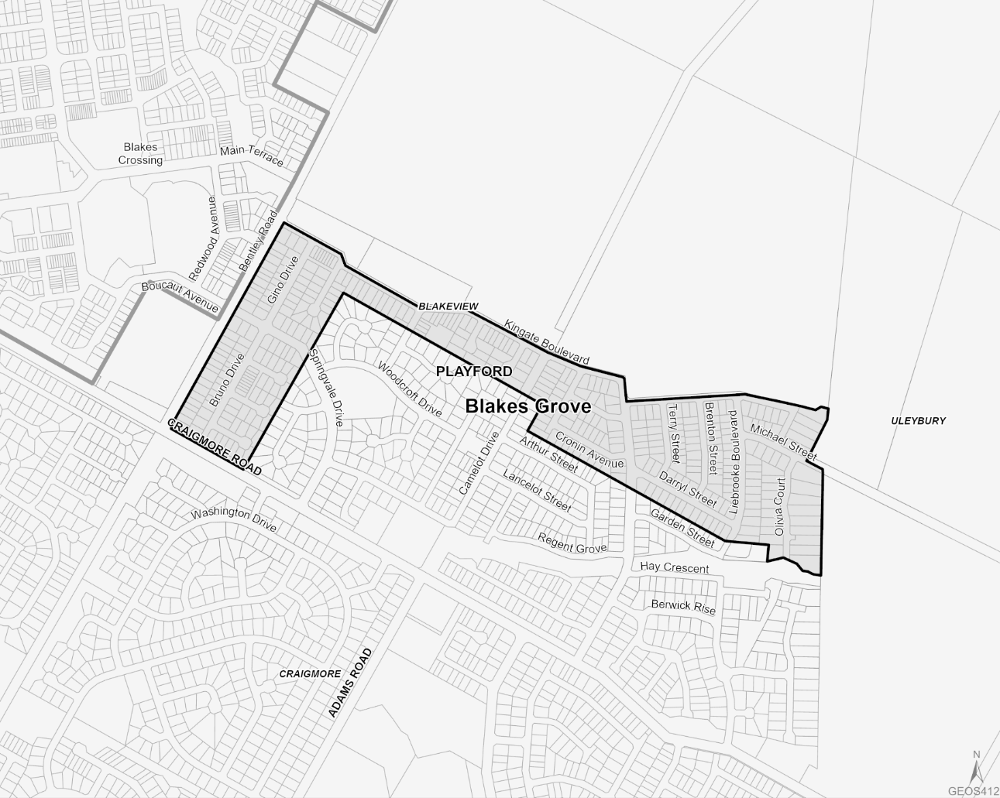 Blakes
Crossing
Main Terrace
Redwood Avenue
Bentley Road
Boucaut Avenue
Gino Drive
BLAKEVIEW
Kingate Boulevard
Bruno Drive
Springvale Drive
Woodcroft Drive
PLAYFORD
Blakes Grove
ULEYBURY
CRAIGMORE ROAD
Terry Street
Brenton Street
Liebrooke Boulevard
Michael Street
Cronin Avenue
Arthur Street
Camelot Drive
Lancelot Street
Darryl Street
Olivia Court
Garden Street
Washington Drive
Regent Grove
Hay Crescent
Berwick Rise
CRAIGMORE
ADAMS ROAD
N
GEOS412